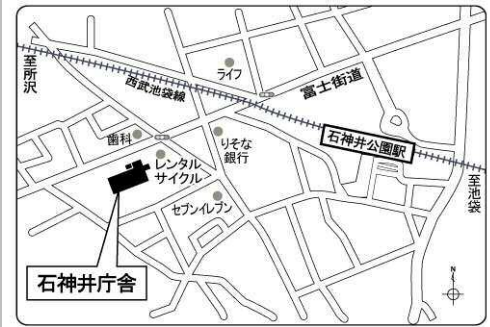 至所沢
西武池袋線
ライフ
富士街道
石神井公園駅
至池袋
歯科
りそな
銀行
レンタル
サイクル
セブンイレブン
石神井庁舎
N